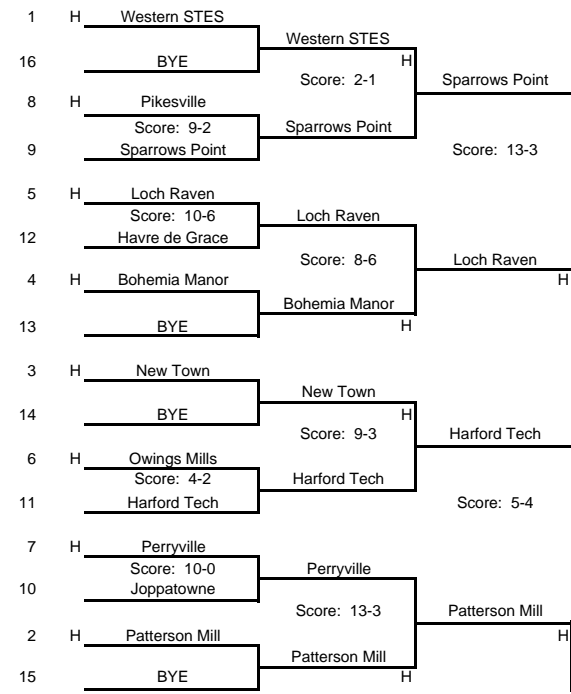 1 H Western STES
Western STES
16 BYE H
Score: 2-1 Sparrows Point
8 H Pikesville
Score: 9-2 Sparrows Point
9 Sparrows Point Score: 13-3
5 H Loch Raven
Score: 10-6 Loch Raven
12 Havre de Grace
Score: 8-6 Loch Raven
4 H Bohemia Manor H
Bohemia Manor
13 BYE H
3 H New Town
New Town
14 BYE H
Score: 9-3 Harford Tech
6 H Owings Mills
Score: 4-2 Harford Tech
11 Harford Tech Score: 5-4
7 H Perryville
Score: 10-0 Perryville
10 Joppatowne
Score: 13-3 Patterson Mill
2 H Patterson Mill H
Patterson Mill
15 BYE H